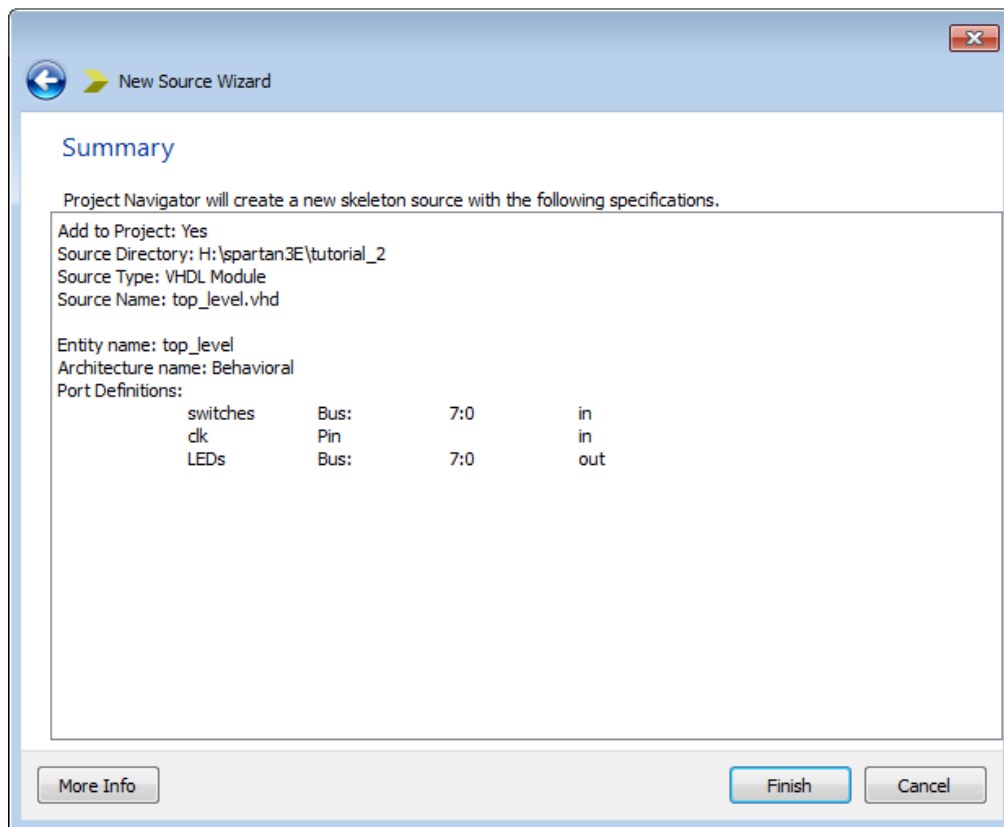 New Source Wizard
Summary
Project Navigator will create a new skeleton source with the following specifications.
Add to Project: Yes
Source Directory: H:\spartan3E\tutorial_2
Source Type: VHDL Module
Source Name: top_level.vhd
Entity name: top_level
Architecture name: Behavioral
Port Definitions:
switches Bus: 7:0 in
clk Pin in
LEDs Bus: 7:0 out
More Info Finish Cancel